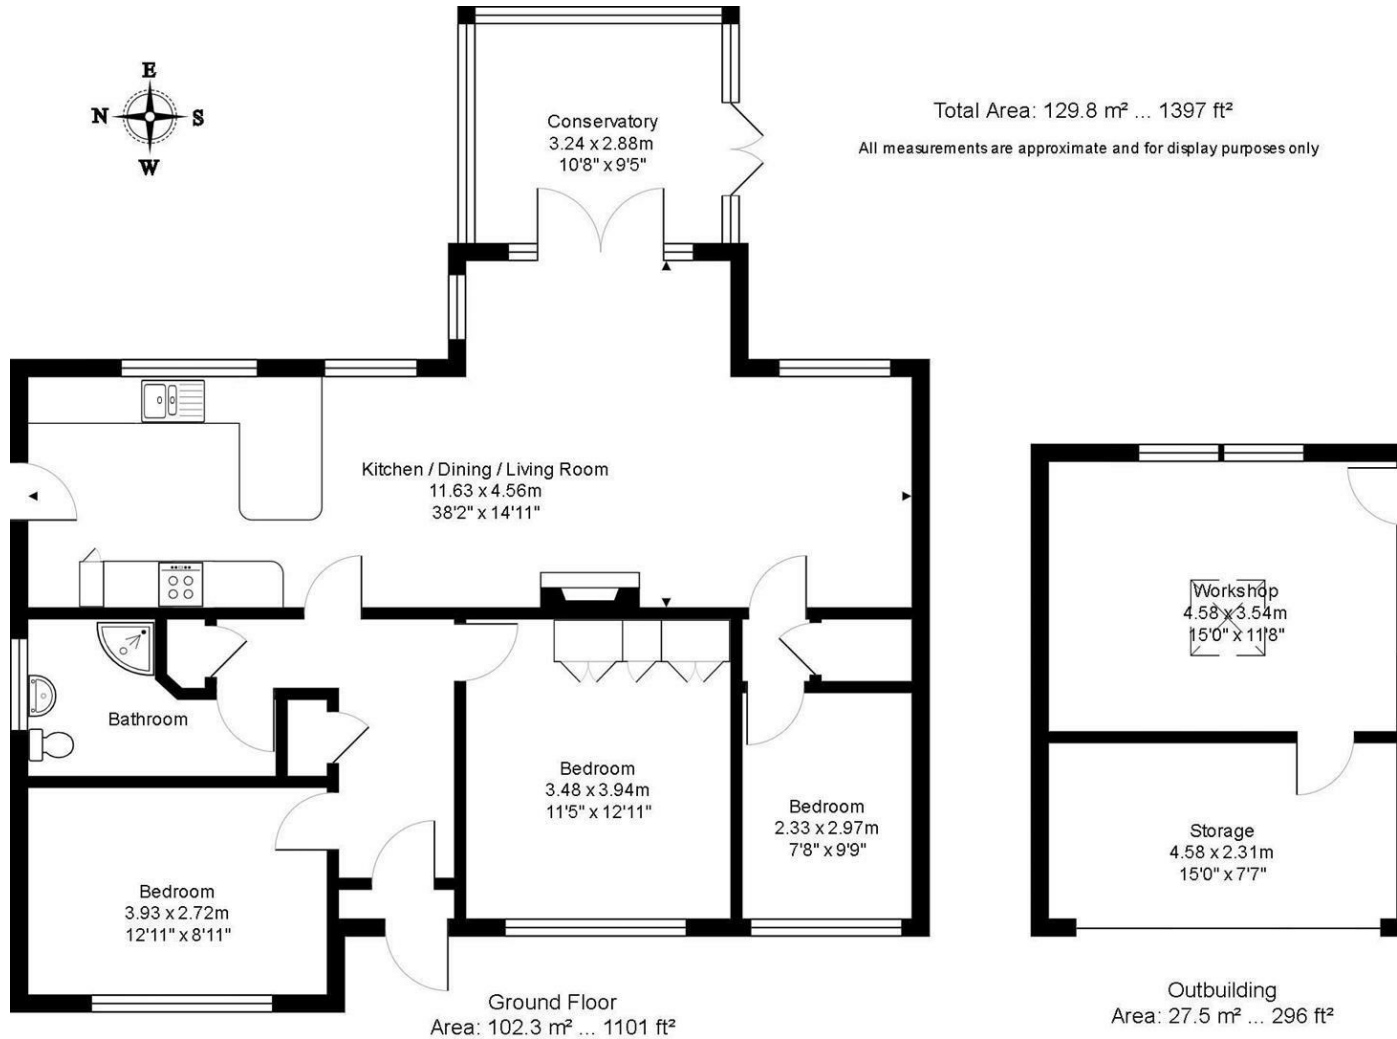 E
N
S
W
Total Area: 129.8 m² ... 1397 ft²
All measurements are approximate and for display purposes only
Conservatory
3.24 x 2.88m
10'8" x 9'5"
Kitchen / Dining / Living Room
11.63 x 4.56m
38'2" x 14'11"
Workshop
4.58 x 3.54m
15'0" x 11'8"
Bathroom
Bedroom
3.48 x 3.94m
11'5" x 12'11"
Bedroom
2.33 x 2.97m
7'8" x 9'9"
Storage
4.58 x 2.31m
15'0" x 7'7"
Bedroom
3.93 x 2.72m
12'11" x 8'11"
Ground Floor
Area: 102.3 m² ... 1101 ft²
Outbuilding
Area: 27.5 m² ... 296 ft²